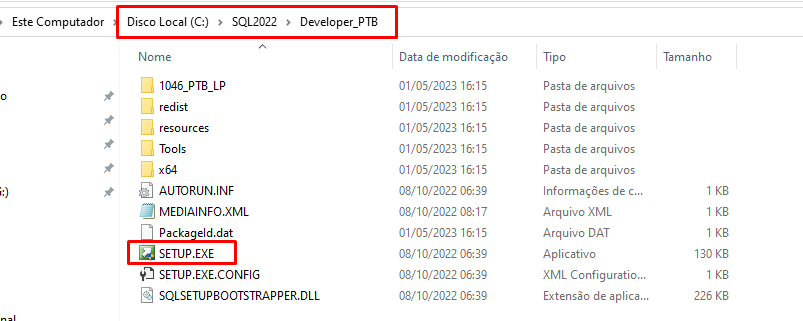 Este Computador > Disco Local (C:) > SQL2022 > Developer_PTB
Nome Data de modificação Tipo Tamanho
1046_PTB_LP 01/05/2023 16:15 Pasta de arquivos
redist 01/05/2023 16:15 Pasta de arquivos
resources 01/05/2023 16:15 Pasta de arquivos
Tools 01/05/2023 16:15 Pasta de arquivos
x64 01/05/2023 16:15 Pasta de arquivos
AUTORUN.INF 08/10/2022 06:39 Informações de c... 1 KB
MEDIAINFO.XML 08/10/2022 08:17 Arquivo XML 1 KB
PackageId.dat 01/05/2023 16:15 Arquivo DAT 1 KB
SETUP.EXE 08/10/2022 06:39 Aplicativo 130 KB
SETUP.EXE.CONFIG 08/10/2022 06:39 XML Configuratio... 1 KB
SQLSETUPBOOTSTRAPPER.DLL 08/10/2022 06:39 Extensão de aplica... 226 KB